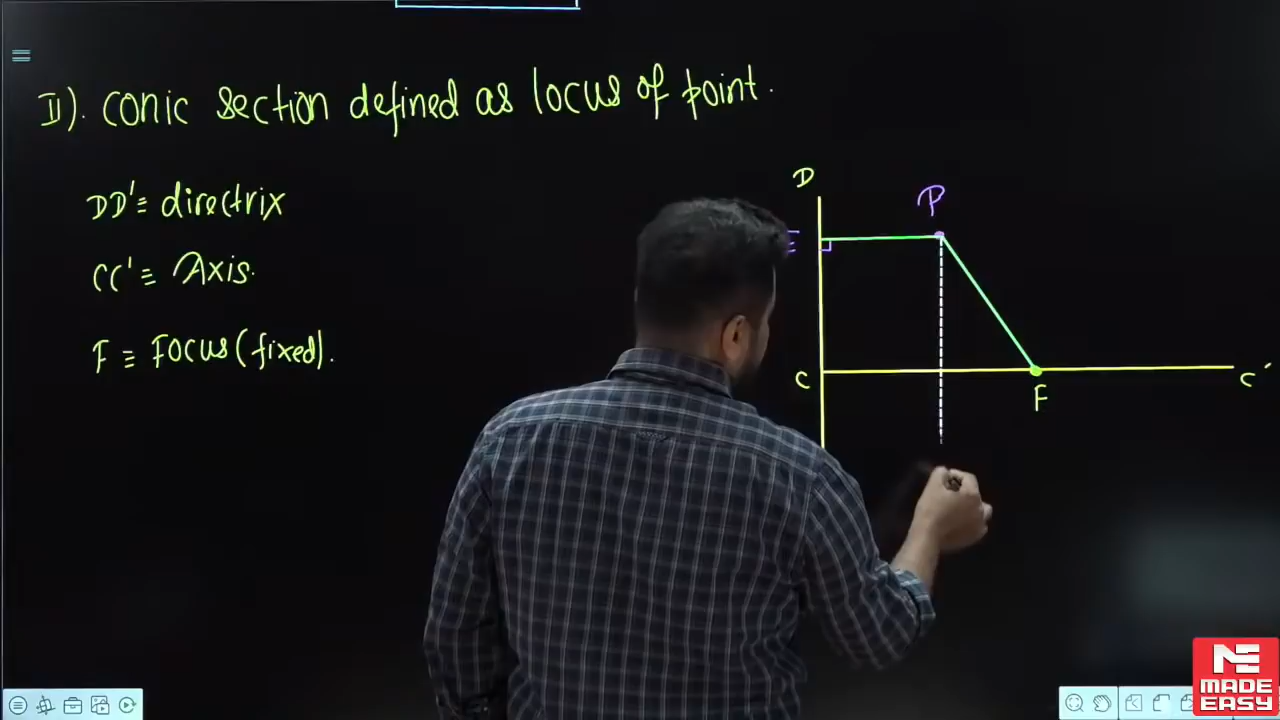 II). conic section defined as locus of point.
DD' ≡ directrix
CC' ≡ Axis.
F ≡ Focus (fixed).
D
P
E
C
F
C'
MADE
EASY